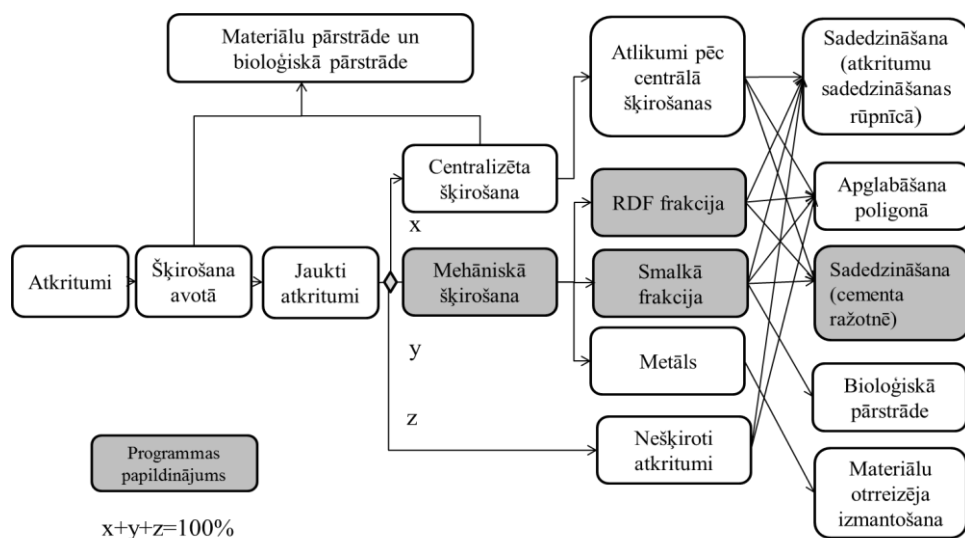 Materiālu pārstrāde un
bioloģiskā pārstrāde
Atlikumi pēc
centrālā
šķirošanas
Sadedzināšana
(atkritumu
sadedzināšanas
rūpnīcā)
Centralizēta
šķirošana
x
RDF frakcija
Apglabāšana
poligonā
Atkritumi
Šķirošana
avotā
Jaukti
atkritumi
Mehāniskā
šķirošana
Smalkā
frakcija
Sadedzināšana
(cementa
ražotnē)
y
Metāls
Bioloģiskā
pārstrāde
z
Nešķiroti
atkritumi
Materiālu
otrreizēja
izmantošana
Programmas
papildinājums
x+y+z=100%